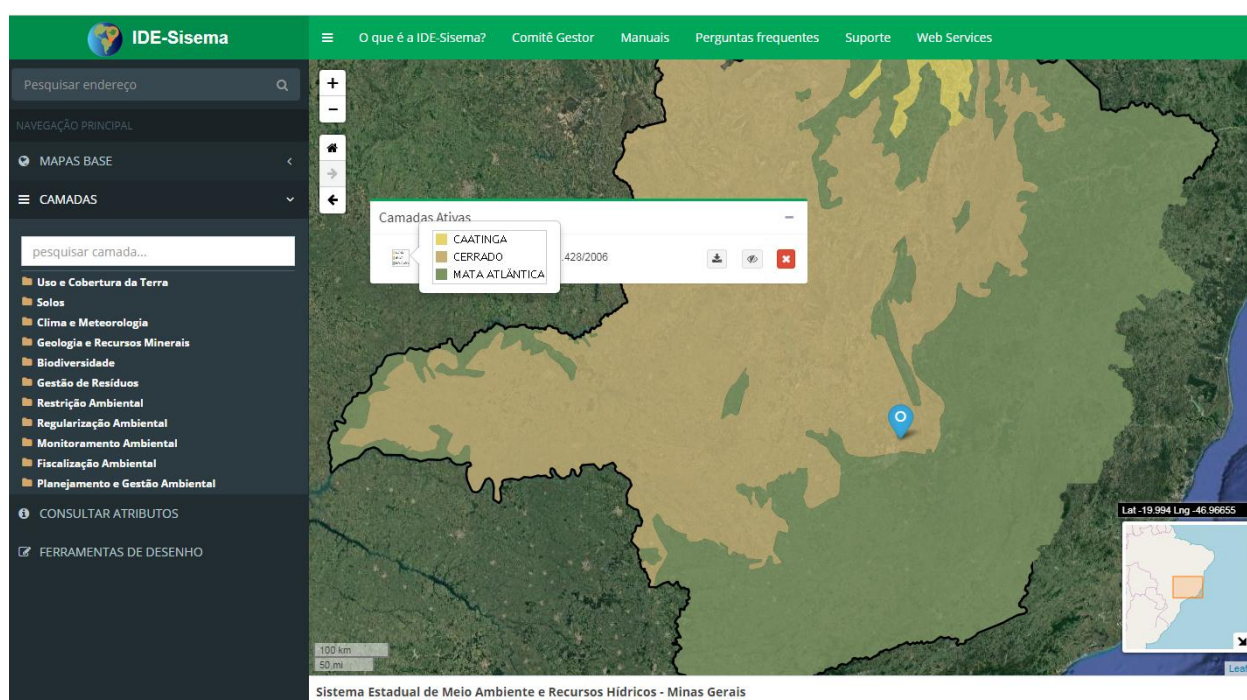 IDE-Sisema
O que é a IDE-Sisema? Comitê Gestor Manuais Perguntas frequentes Suporte Web Services
Pesquisar endereço
NAVEGAÇÃO PRINCIPAL
MAPAS BASE
CAMADAS
pesquisar camada...
Uso e Cobertura da Terra
Solos
Clima e Meteorologia
Geologia e Recursos Minerais
Biodiversidade
Gestão de Resíduos
Restrição Ambiental
Regularização Ambiental
Monitoramento Ambiental
Fiscalização Ambiental
Planejamento e Gestão Ambiental
CONSULTAR ATRIBUTOS
FERRAMENTAS DE DESENHO
+
−
Camadas Ativas −
CAATINGA
CERRADO .428/2006
MATA ATLÂNTICA
Lat -19.994 Lng -46.96655
100 km
50 mi
Leaf
Sistema Estadual de Meio Ambiente e Recursos Hídricos - Minas Gerais